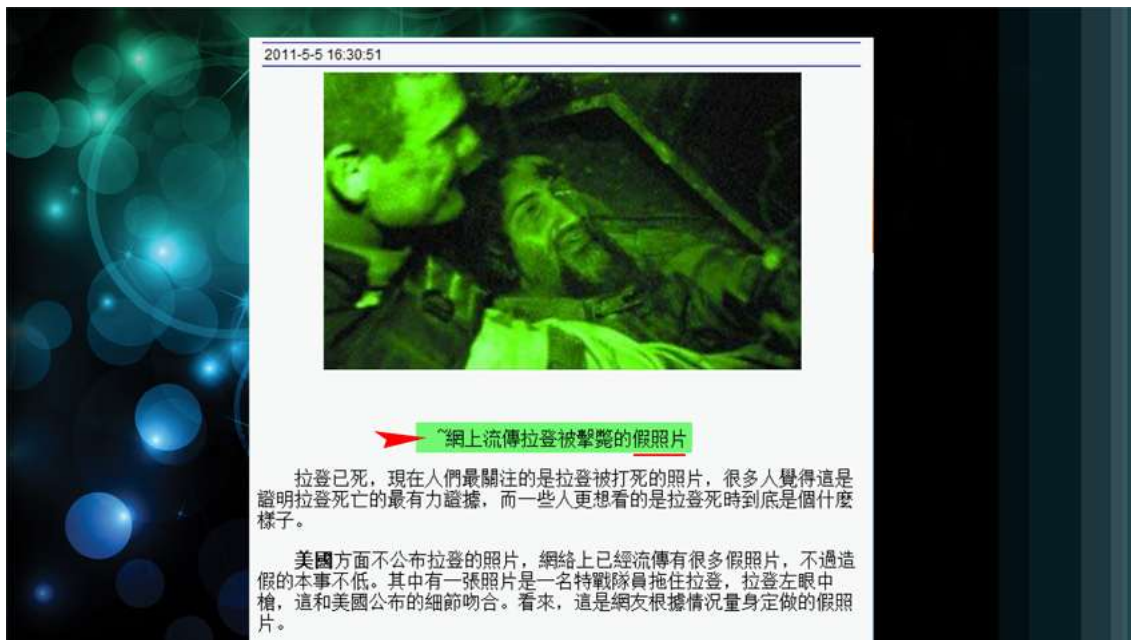 2011-5-5 16:30:51
~網上流傳拉登被擊斃的假照片
拉登已死，現在人們最關注的是拉登被打死的照片，很多人覺得這是
證明拉登死亡的最有力證據，而一些人更想看的是拉登死時到底是個什麼
樣子。
美國方面不公布拉登的照片，網絡上已經流傳有很多假照片，不過造
假的本事不低。其中有一張照片是一名特戰隊員拖住拉登，拉登左眼中
槍，這和美國公布的細節吻合。看來，這是網友根據情況量身定做的假照
片。